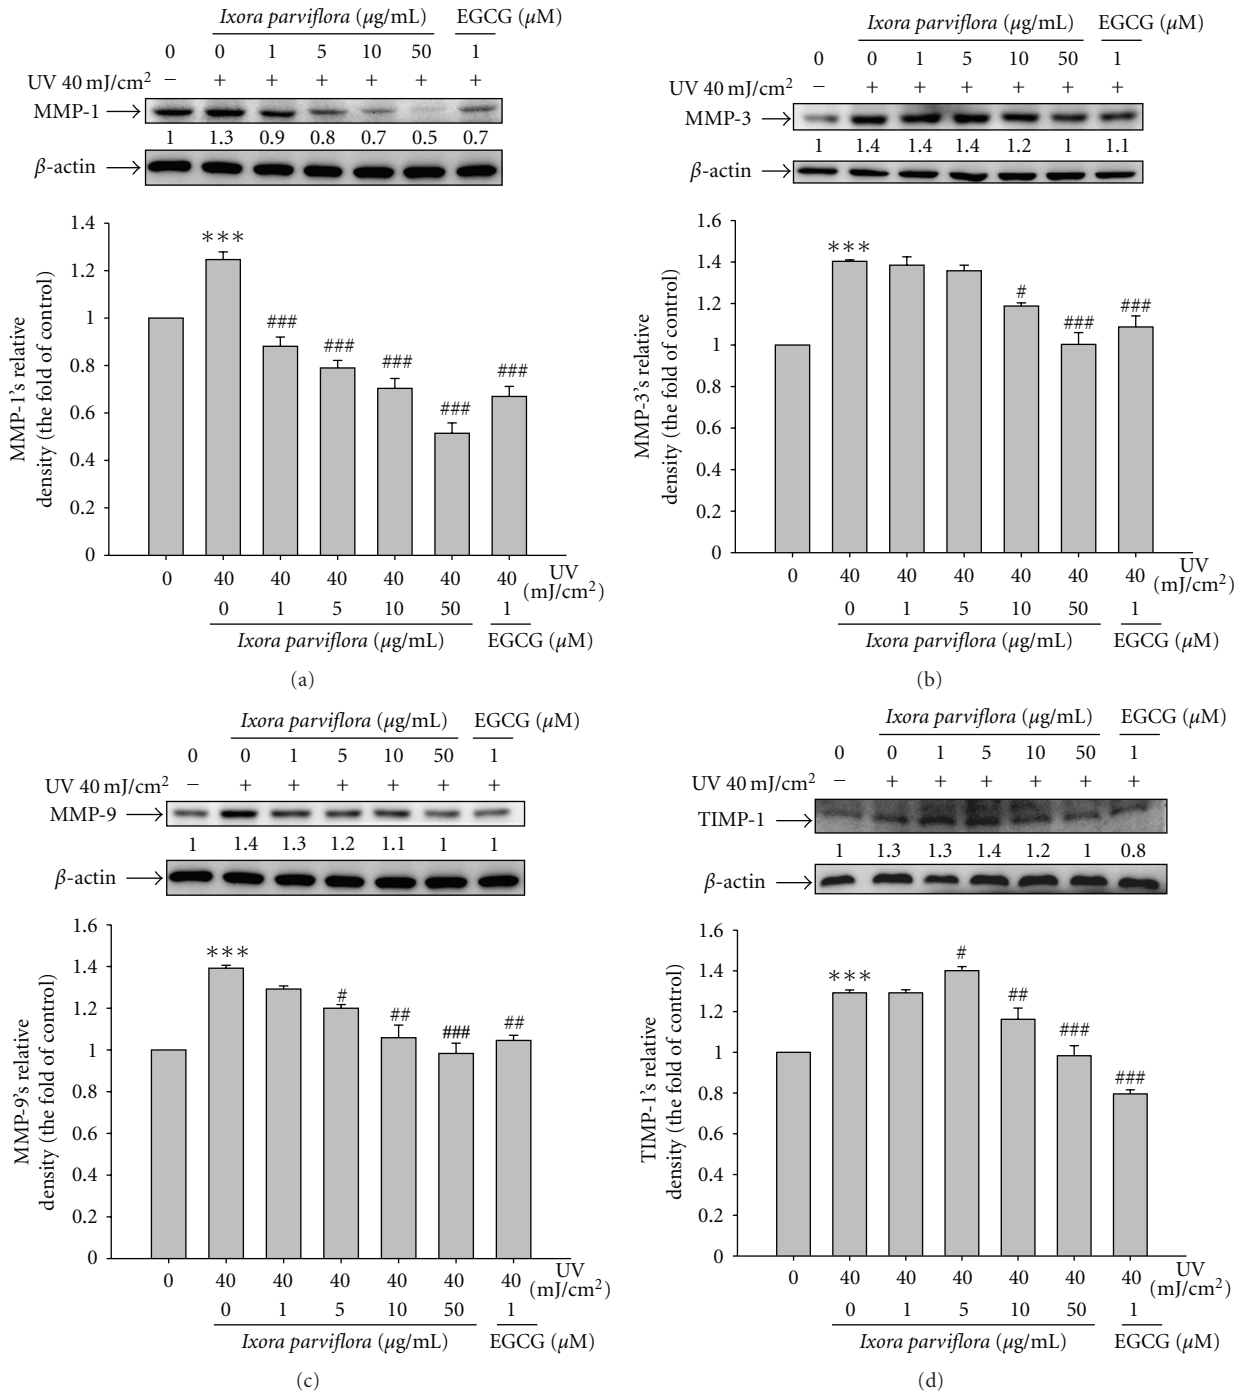 Ixora parviflora (µg/mL) EGCG (µM)
0 0 1 5 10 50 1
UV 40 mJ/cm² − + + + + + +
MMP-1
1 1.3 0.9 0.8 0.7 0.5 0.7
β-actin
1.4
1.2
1
0.8
0.6
0.4
0.2
0
MMP-1's relative
density (the fold of control)
*** ### ### ### ### ###
0 40 40 40 40 40 40 UV
(mJ/cm²)
0 1 5 10 50 1
Ixora parviflora (µg/mL) EGCG (µM)
(a)
Ixora parviflora (µg/mL) EGCG (µM)
0 0 1 5 10 50 1
UV 40 mJ/cm² − + + + + + +
MMP-3
1 1.4 1.4 1.4 1.2 1 1.1
β-actin
1.6
1.4
1.2
1
0.8
0.6
0.4
0.2
0
MMP-3's relative
density (the fold of control)
*** # ### ###
0 40 40 40 40 40 40 UV
(mJ/cm²)
0 1 5 10 50 1
Ixora parviflora (µg/mL) EGCG (µM)
(b)
Ixora parviflora (µg/mL) EGCG (µM)
0 0 1 5 10 50 1
UV 40 mJ/cm² − + + + + + +
MMP-9
1 1.4 1.3 1.2 1.1 1 1
β-actin
1.6
1.4
1.2
1
0.8
0.6
0.4
0.2
0
MMP-9's relative
density (the fold of control)
*** # ## ### ##
0 40 40 40 40 40 40 UV
(mJ/cm²)
0 1 5 10 50 1
Ixora parviflora (µg/mL) EGCG (µM)
(c)
Ixora parviflora (µg/mL) EGCG (µM)
0 0 1 5 10 50 1
UV 40 mJ/cm² − + + + + + +
TIMP-1
1 1.3 1.3 1.4 1.2 1 0.8
β-actin
1.6
1.4
1.2
1
0.8
0.6
0.4
0.2
0
TIMP-1's relative
density (the fold of control)
*** # ## ### ###
0 40 40 40 40 40 40 UV
(mJ/cm²)
0 1 5 10 50 1
Ixora parviflora (µg/mL) EGCG (µM)
(d)